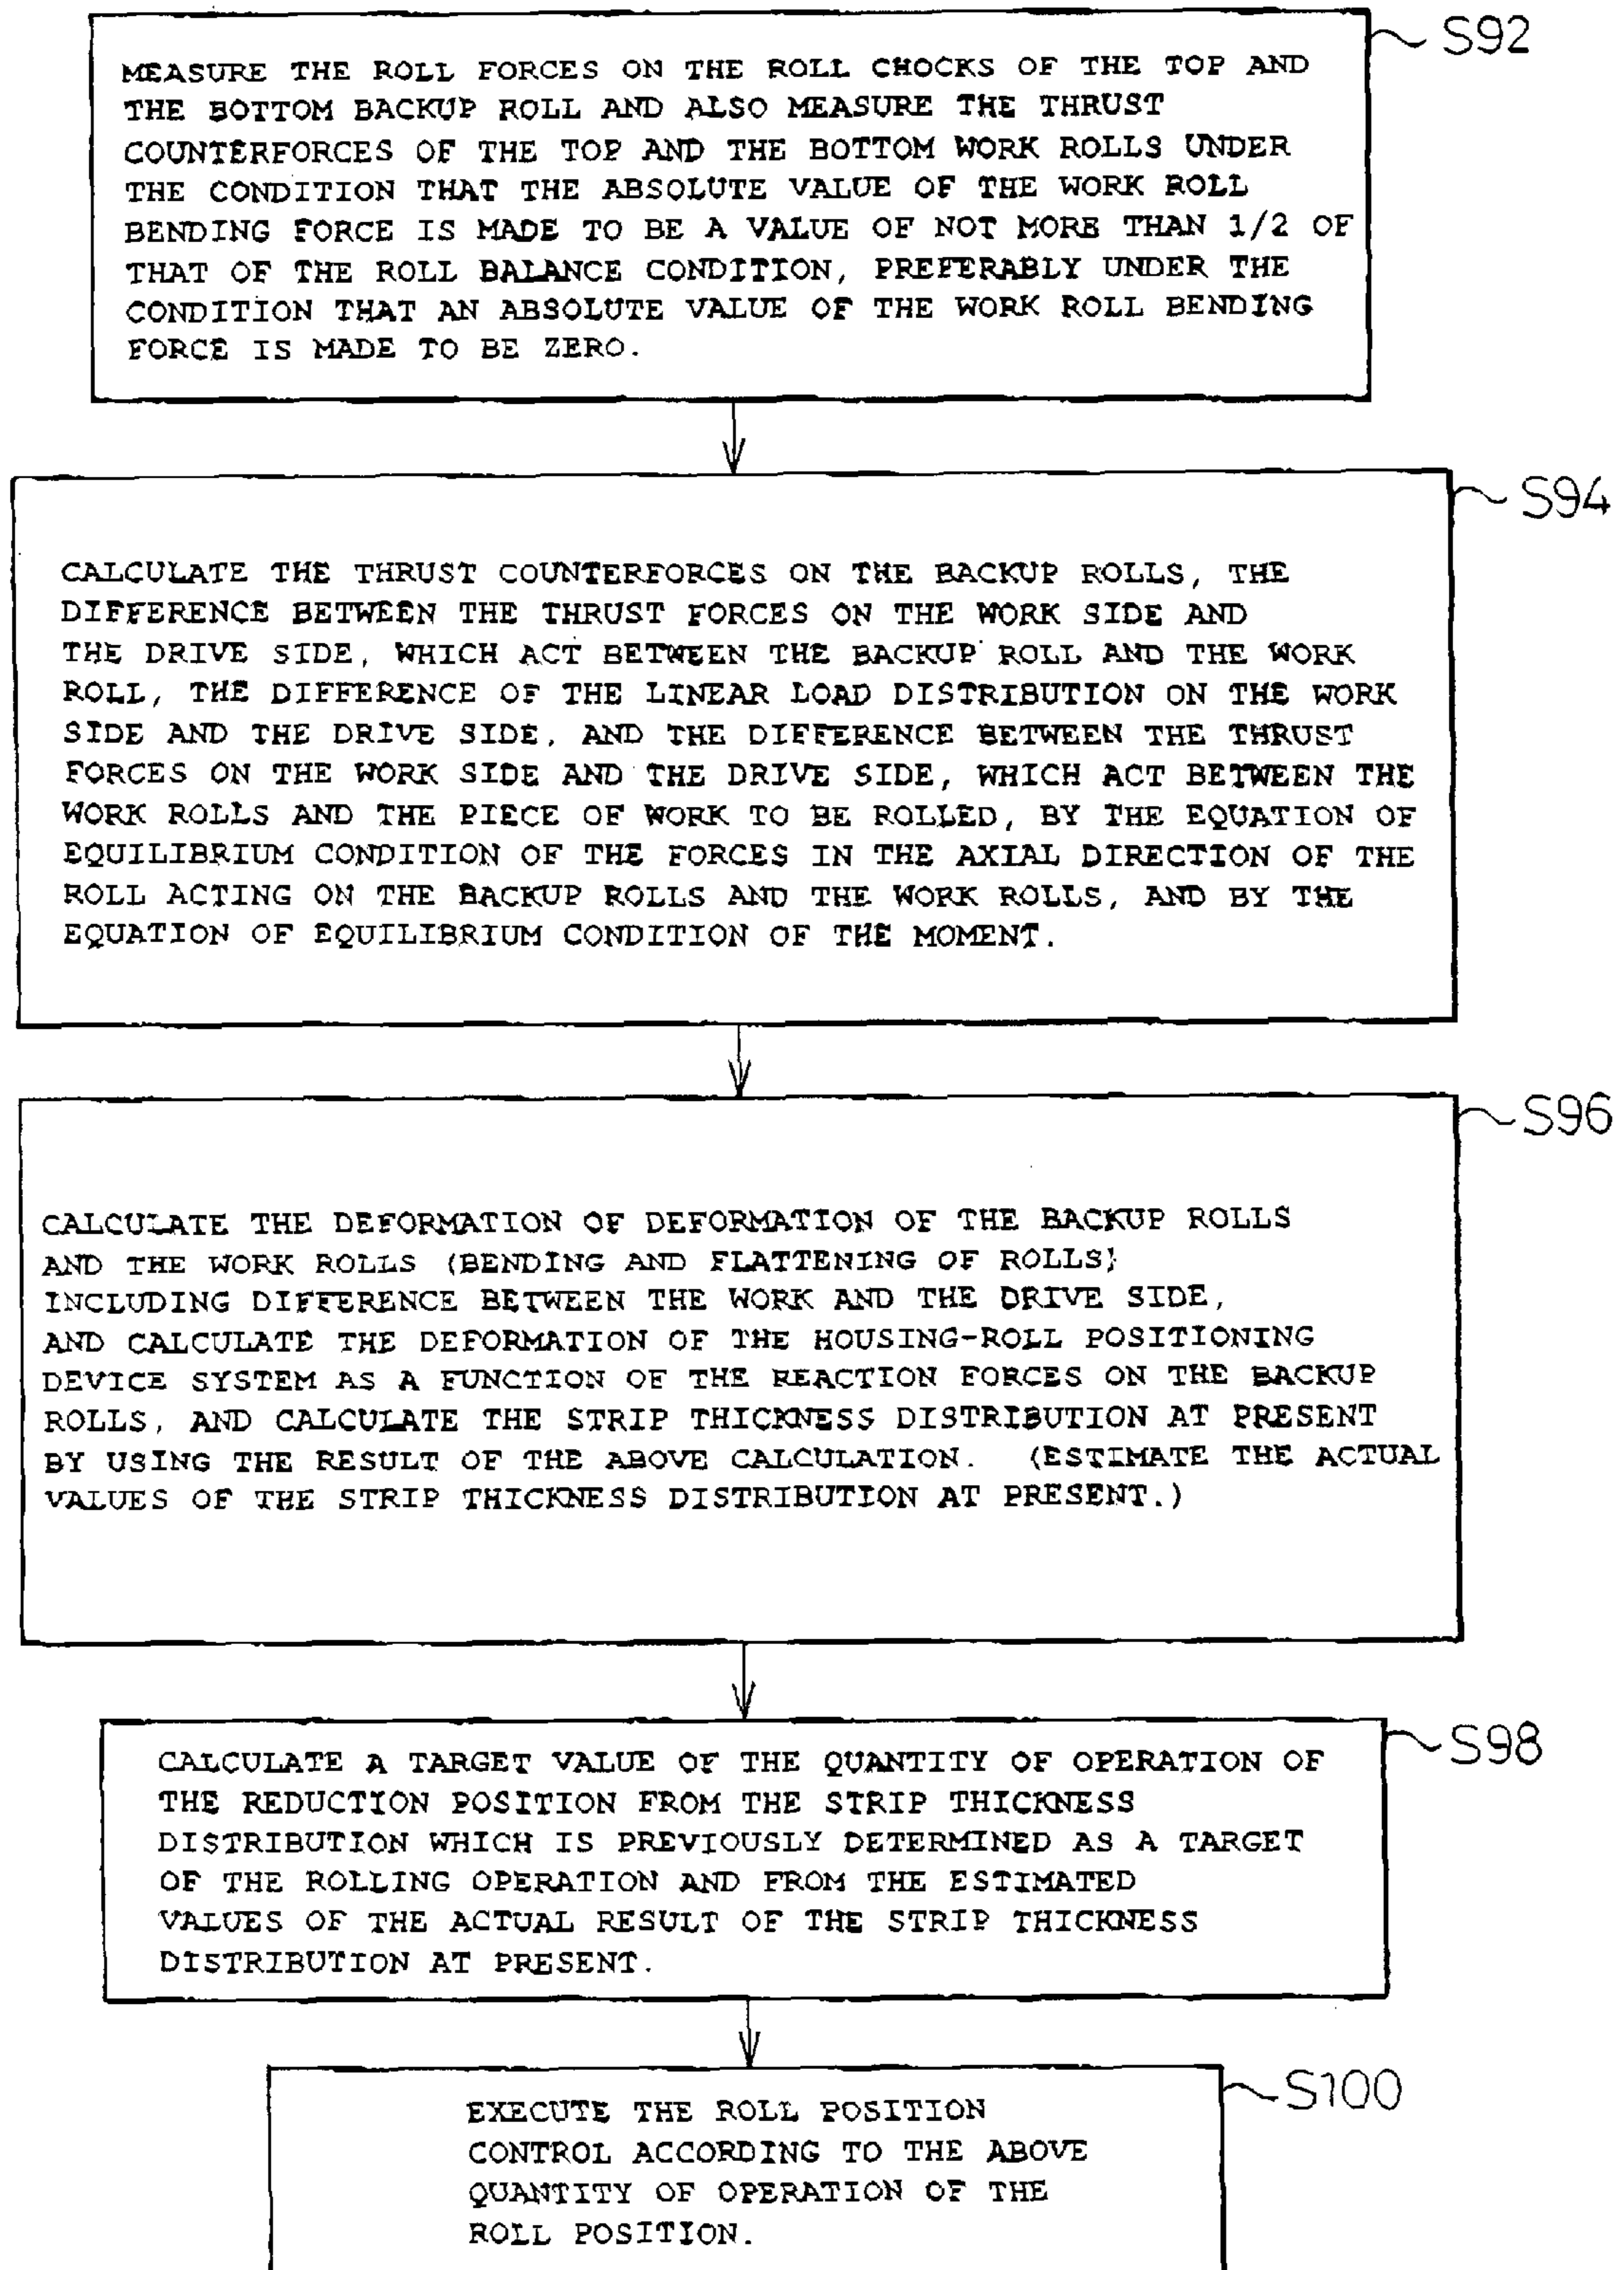 S92
MEASURE THE ROLL FORCES ON THE ROLL CHOCKS OF THE TOP AND
THE BOTTOM BACKUP ROLL AND ALSO MEASURE THE THRUST
COUNTERFORCES OF THE TOP AND THE BOTTOM WORK ROLLS UNDER
THE CONDITION THAT THE ABSOLUTE VALUE OF THE WORK ROLL
BENDING FORCE IS MADE TO BE A VALUE OF NOT MORE THAN 1/2 OF
THAT OF THE ROLL BALANCE CONDITION, PREFERABLY UNDER THE
CONDITION THAT AN ABSOLUTE VALUE OF THE WORK ROLL BENDING
FORCE IS MADE TO BE ZERO.
S94
CALCULATE THE THRUST COUNTERFORCES ON THE BACKUP ROLLS, THE
DIFFERENCE BETWEEN THE THRUST FORCES ON THE WORK SIDE AND
THE DRIVE SIDE, WHICH ACT BETWEEN THE BACKUP ROLL AND THE WORK
ROLL, THE DIFFERENCE OF THE LINEAR LOAD DISTRIBUTION ON THE WORK
SIDE AND THE DRIVE SIDE, AND THE DIFFERENCE BETWEEN THE THRUST
FORCES ON THE WORK SIDE AND THE DRIVE SIDE, WHICH ACT BETWEEN THE
WORK ROLLS AND THE PIECE OF WORK TO BE ROLLED, BY THE EQUATION OF
EQUILIBRIUM CONDITION OF THE FORCES IN THE AXIAL DIRECTION OF THE
ROLL ACTING ON THE BACKUP ROLLS AND THE WORK ROLLS, AND BY THE
EQUATION OF EQUILIBRIUM CONDITION OF THE MOMENT.
S96
CALCULATE THE DEFORMATION OF DEFORMATION OF THE BACKUP ROLLS
AND THE WORK ROLLS (BENDING AND FLATTENING OF ROLLS)
INCLUDING DIFFERENCE BETWEEN THE WORK AND THE DRIVE SIDE,
AND CALCULATE THE DEFORMATION OF THE HOUSING-ROLL POSITIONING
DEVICE SYSTEM AS A FUNCTION OF THE REACTION FORCES ON THE BACKUP
ROLLS, AND CALCULATE THE STRIP THICKNESS DISTRIBUTION AT PRESENT
BY USING THE RESULT OF THE ABOVE CALCULATION. (ESTIMATE THE ACTUAL
VALUES OF THE STRIP THICKNESS DISTRIBUTION AT PRESENT.)
S98
CALCULATE A TARGET VALUE OF THE QUANTITY OF OPERATION OF
THE REDUCTION POSITION FROM THE STRIP THICKNESS
DISTRIBUTION WHICH IS PREVIOUSLY DETERMINED AS A TARGET
OF THE ROLLING OPERATION AND FROM THE ESTIMATED
VALUES OF THE ACTUAL RESULT OF THE STRIP THICKNESS
DISTRIBUTION AT PRESENT.
S100
EXECUTE THE ROLL POSITION
CONTROL ACCORDING TO THE ABOVE
QUANTITY OF OPERATION OF THE
ROLL POSITION.